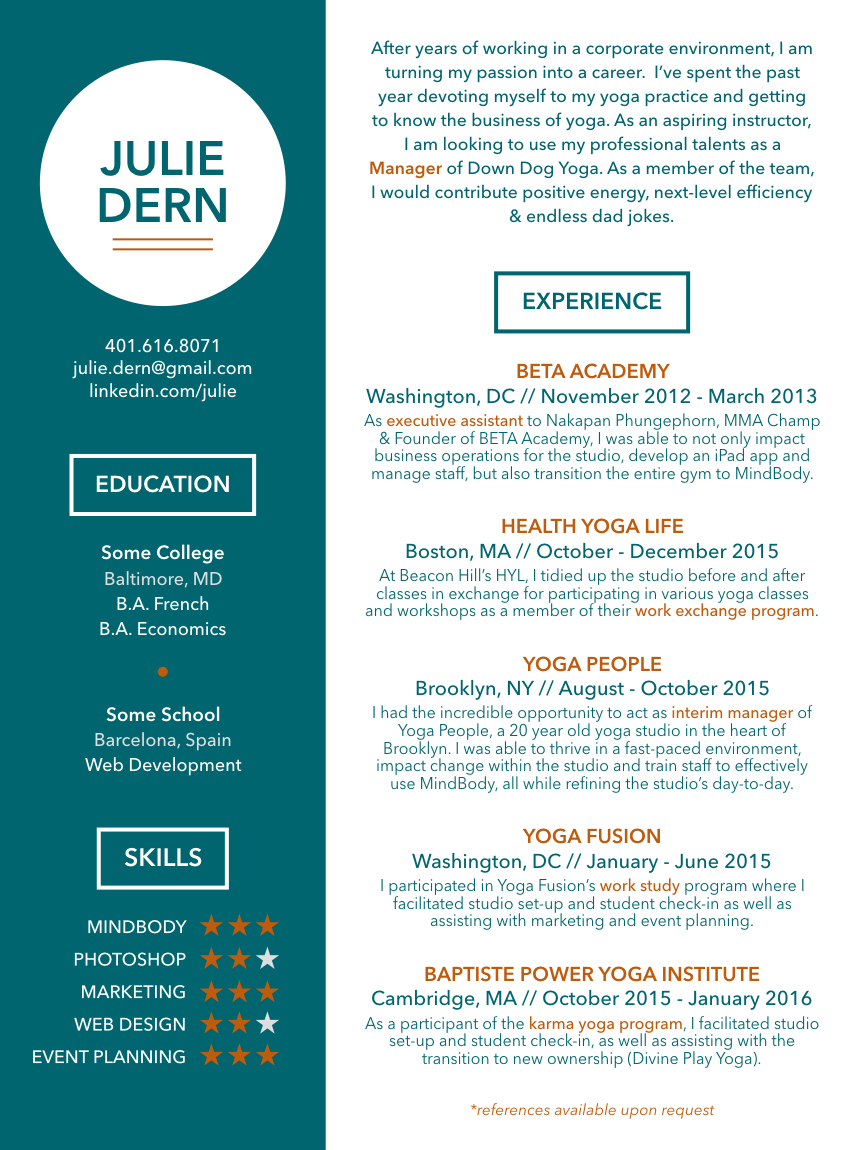 JULIE
DERN
401.616.8071
julie.dern@gmail.com
linkedin.com/julie
EDUCATION
Some College
Baltimore, MD
B.A. French
B.A. Economics
Some School
Barcelona, Spain
Web Development
SKILLS
MINDBODY
PHOTOSHOP
MARKETING
WEB DESIGN
EVENT PLANNING
After years of working in a corporate environment, I am
turning my passion into a career.  I've spent the past
year devoting myself to my yoga practice and getting
to know the business of yoga. As an aspiring instructor,
I am looking to use my professional talents as a
Manager of Down Dog Yoga. As a member of the team,
I would contribute positive energy, next-level efficiency
& endless dad jokes.
EXPERIENCE
BETA ACADEMY
Washington, DC // November 2012 - March 2013
As executive assistant to Nakapan Phungephorn, MMA Champ
& Founder of BETA Academy, I was able to not only impact
business operations for the studio, develop an iPad app and
manage staff, but also transition the entire gym to MindBody.
HEALTH YOGA LIFE
Boston, MA // October - December 2015
At Beacon Hill's HYL, I tidied up the studio before and after
classes in exchange for participating in various yoga classes
and workshops as a member of their work exchange program.
YOGA PEOPLE
Brooklyn, NY // August - October 2015
I had the incredible opportunity to act as interim manager of
Yoga People, a 20 year old yoga studio in the heart of
Brooklyn. I was able to thrive in a fast-paced environment,
impact change within the studio and train staff to effectively
use MindBody, all while refining the studio's day-to-day.
YOGA FUSION
Washington, DC // January - June 2015
I participated in Yoga Fusion's work study program where I
facilitated studio set-up and student check-in as well as
assisting with marketing and event planning.
BAPTISTE POWER YOGA INSTITUTE
Cambridge, MA // October 2015 - January 2016
As a participant of the karma yoga program, I facilitated studio
set-up and student check-in, as well as assisting with the
transition to new ownership (Divine Play Yoga).
*references available upon request